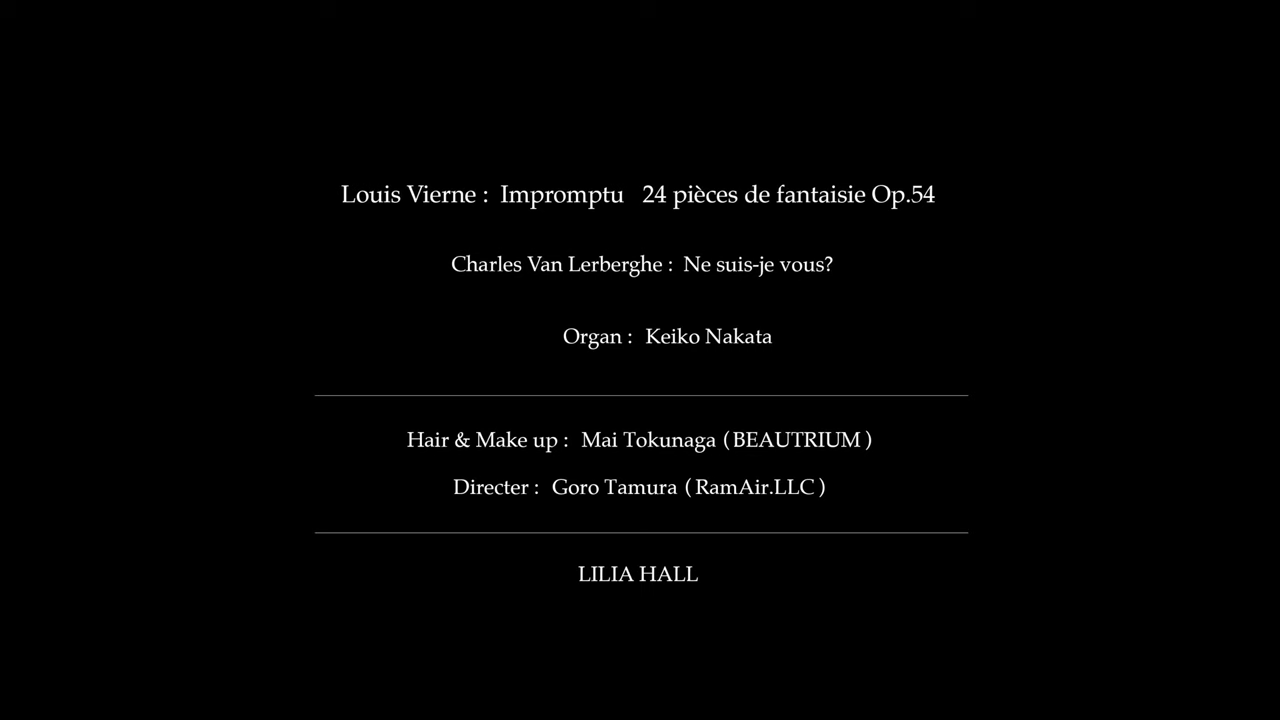 Louis Vierne : Impromptu 24 pièces de fantaisie Op.54
Charles Van Lerberghe : Ne suis-je vous?
Organ : Keiko Nakata
Hair & Make up : Mai Tokunaga ( BEAUTRIUM )
Directer : Goro Tamura ( RamAir.LLC )
LILIA HALL